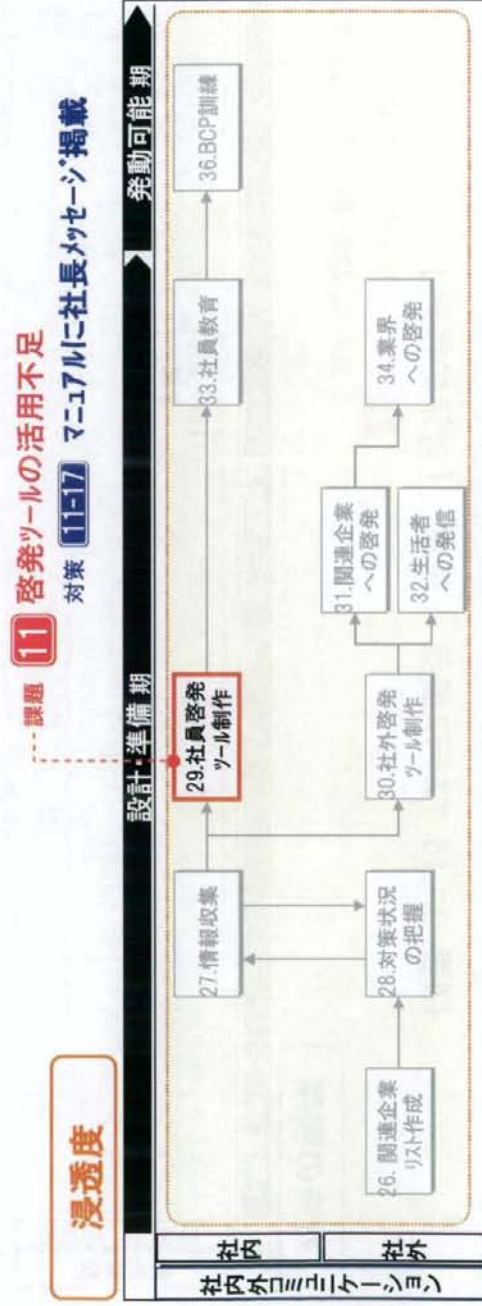 浸透度
課題 11 啓発ツールの活用不足
対策 11-17 マニュアルに社長メッセージ掲載
設計・準備 期
発動可能 期
社内外コミュニケーション
社内
社外
27.情報収集
29.社員啓発
ツール制作
33.社員教育
36.BCP訓練
26. 関連企業
リスト作成
28.対策状況
の把握
30.社外啓発
ツール制作
31.関連企業
への啓発
32.生活者
への発信
34.業界
への啓発